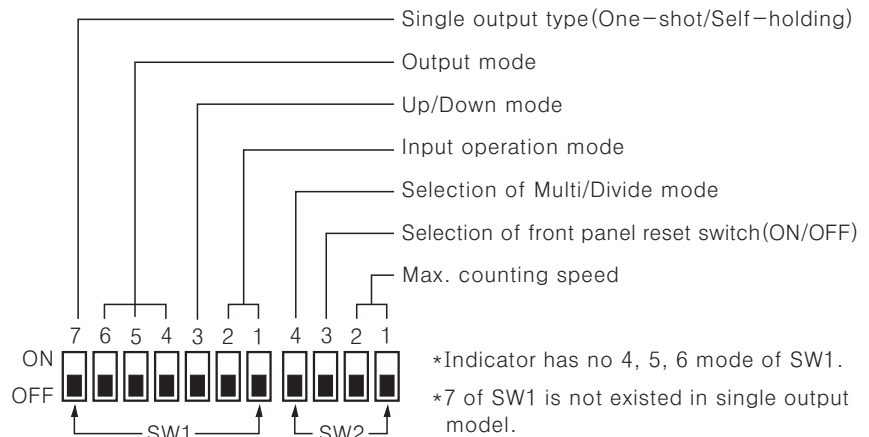 Single output type(One-shot/Self-holding)
Output mode
Up/Down mode
Input operation mode
Selection of Multi/Divide mode
Selection of front panel reset switch(ON/OFF)
Max. counting speed
7 6 5 4 3 2 1 4 3 2 1
ON
OFF
*Indicator has no 4, 5, 6 mode of SW1.
*7 of SW1 is not existed in single output
model.
SW1 SW2